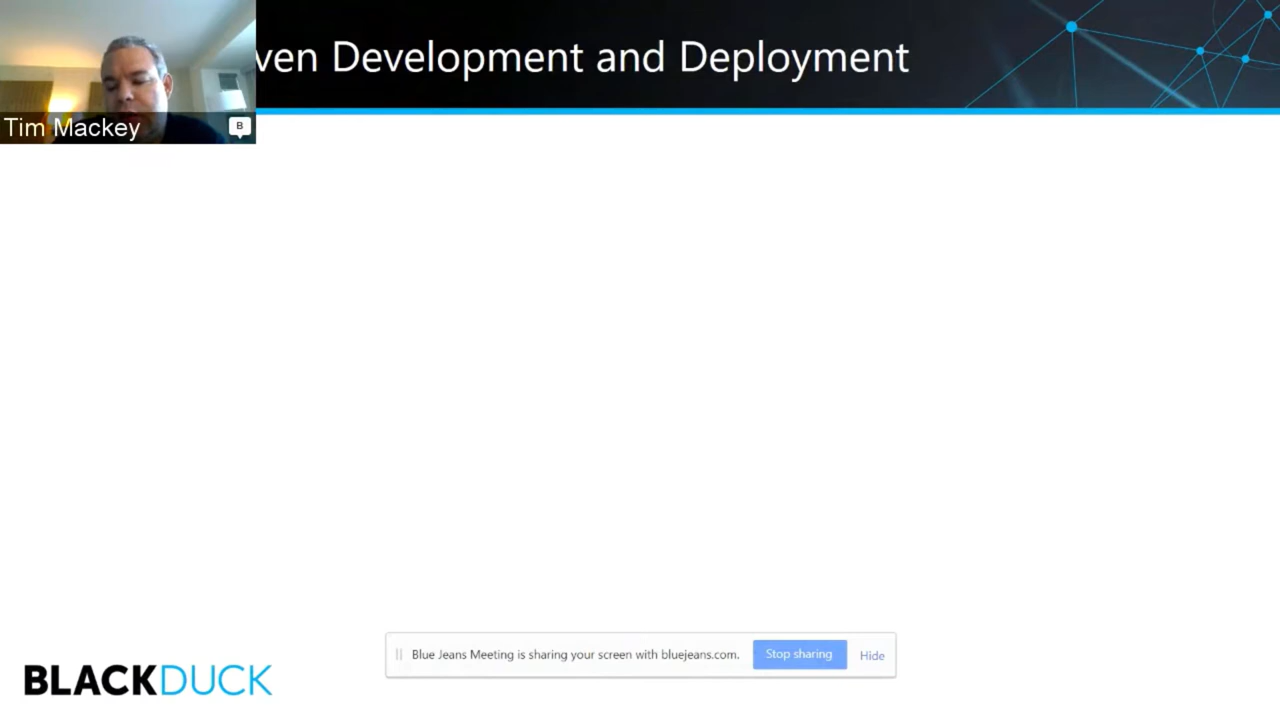 ven Development and Deployment
Tim Mackey
B
Blue Jeans Meeting is sharing your screen with bluejeans.com.
Stop sharing
Hide
BLACKDUCK